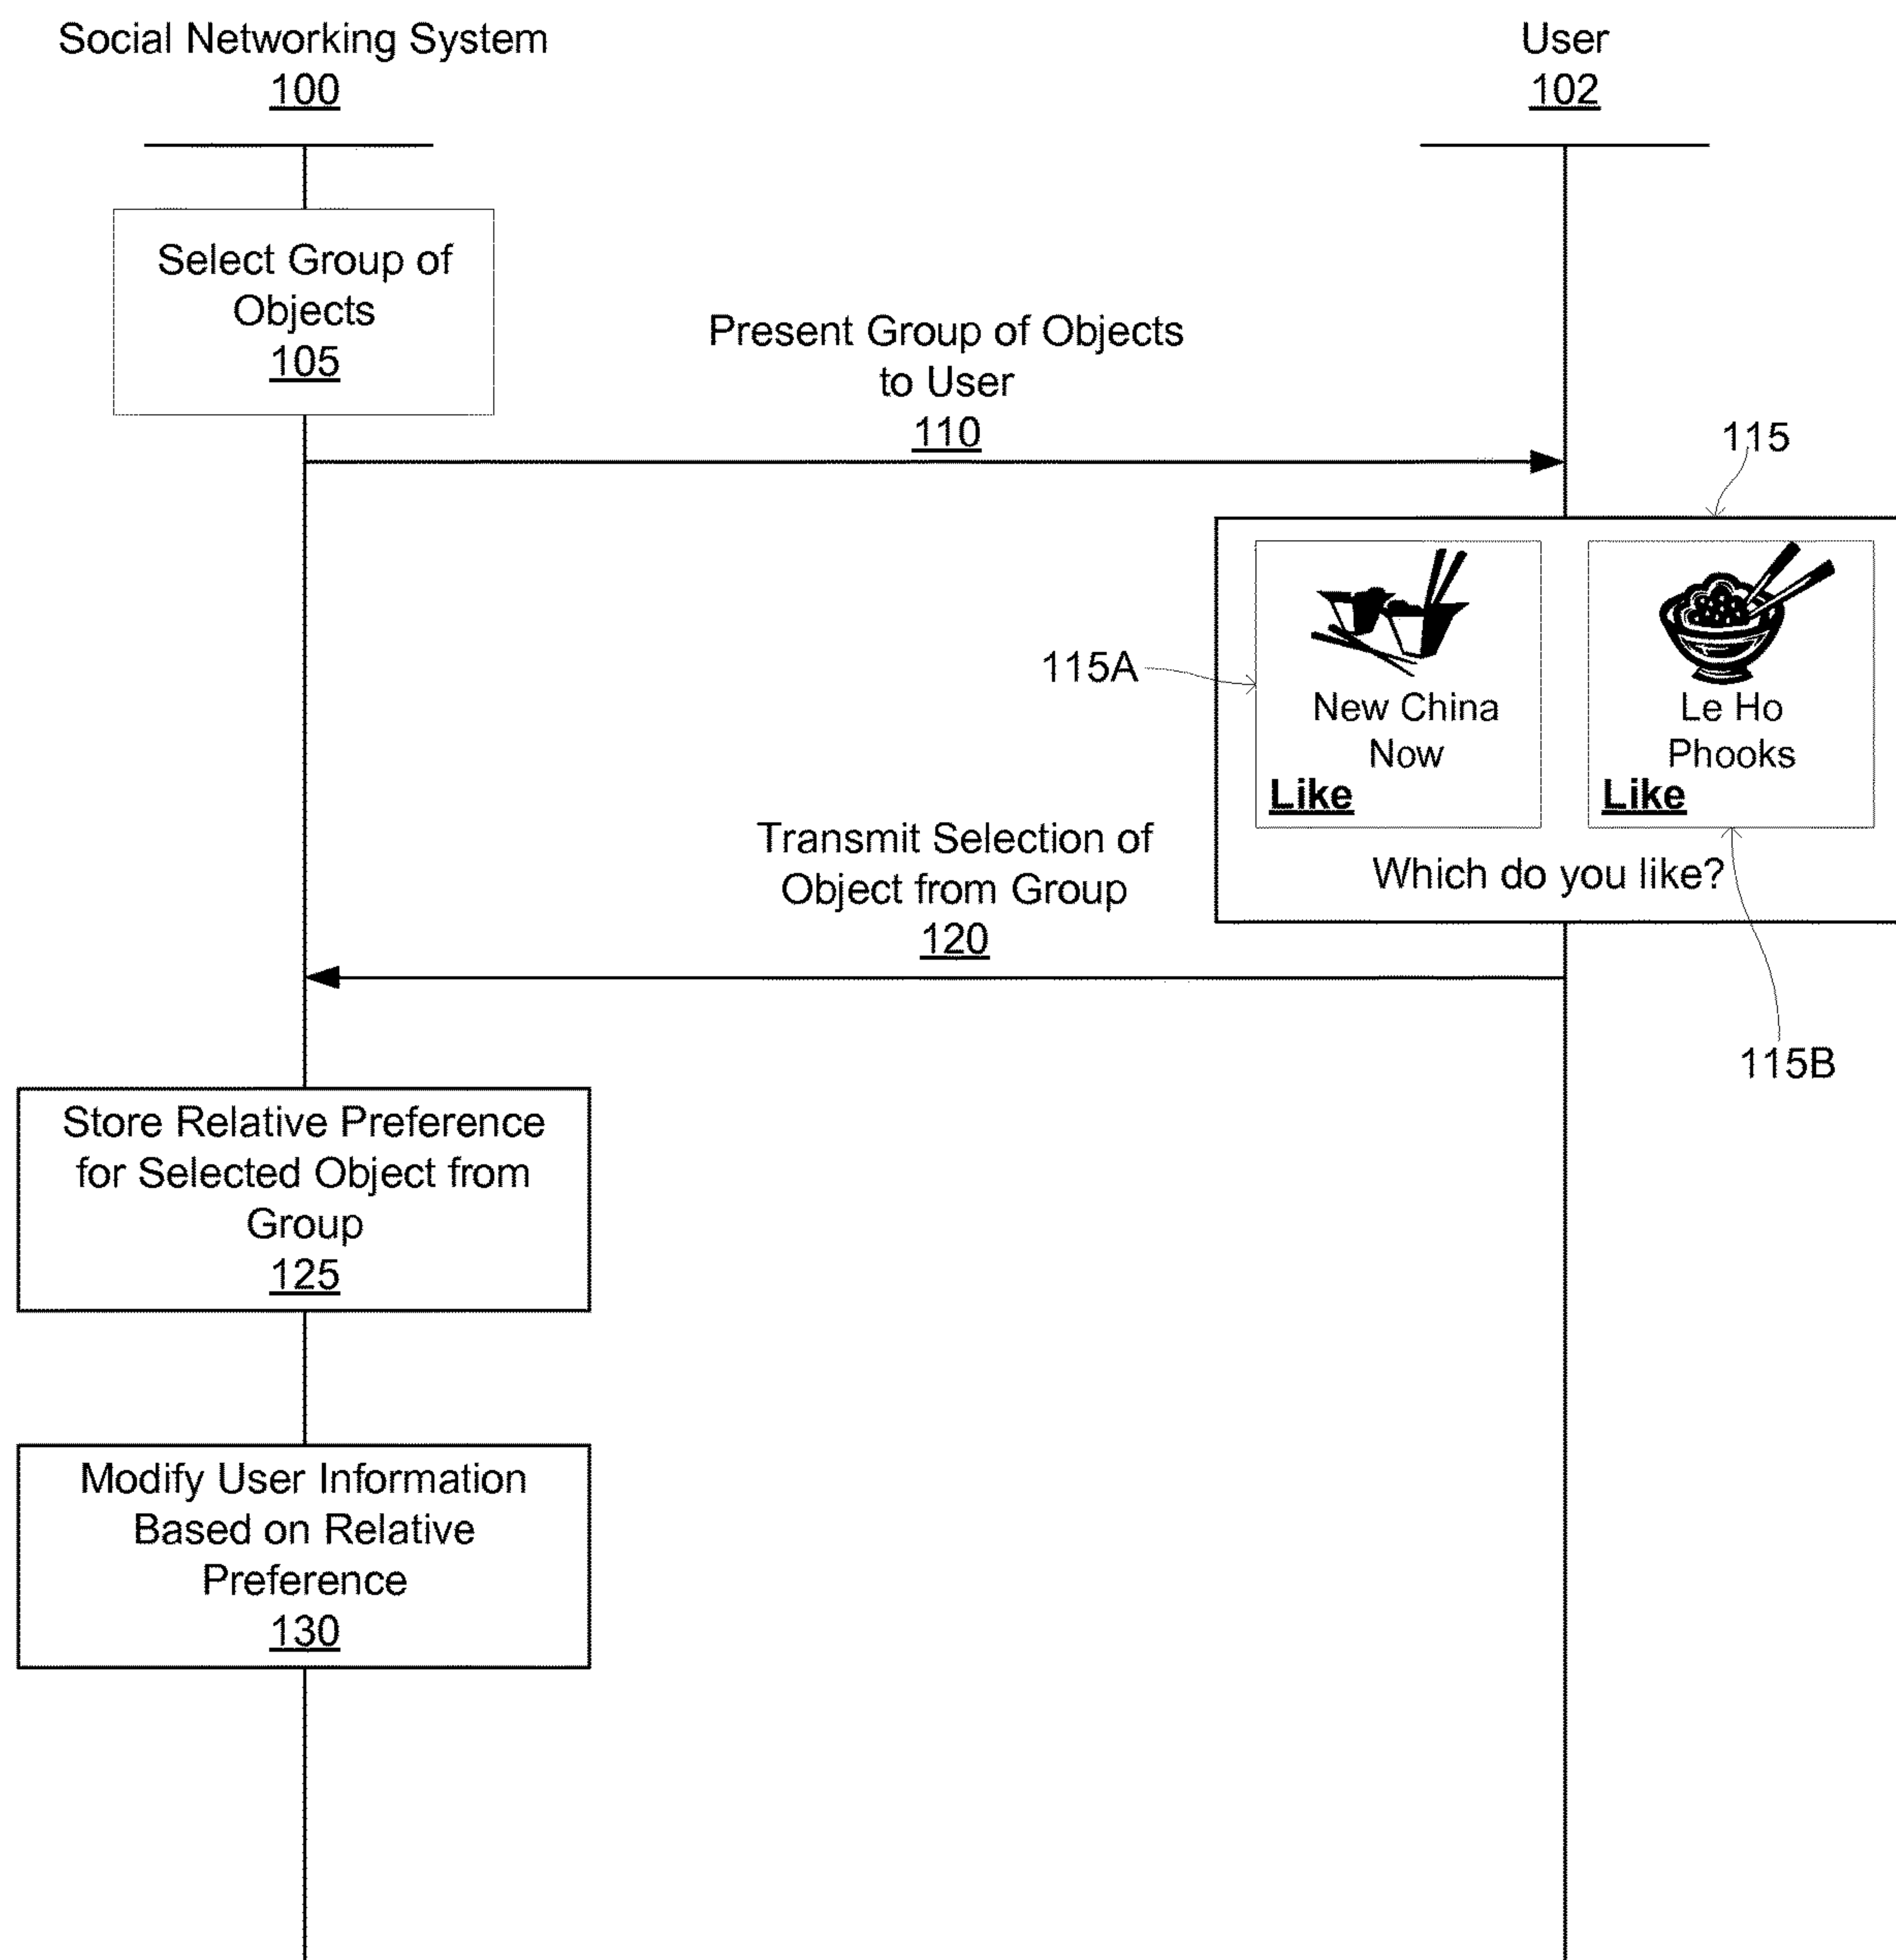 Social Networking System
100
User
102
Select Group of
Objects
105
Present Group of Objects
to User
110
115
115A
New China
Now
Like
Le Ho
Phooks
Like
Which do you like?
Transmit Selection of
Object from Group
120
115B
Store Relative Preference
for Selected Object from
Group
125
Modify User Information
Based on Relative
Preference
130